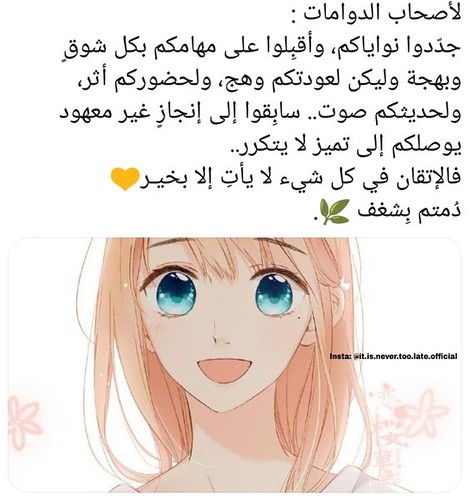 لأصحاب الدوامات :
جدّدوا نواياكم، وأقبِلوا على مهامكم بكل شوقٍ
وبهجة وليكن لعودتكم وهج، ولحضوركم أثر،
ولحديثكم صوت.. سابِقوا إلى إنجازٍ غير معهود
يوصلكم إلى تميز لا يتكرر..
فالإتقان في كل شيء لا يأتِ إلا بخيـر💛
دُمتم بِشغف 🌿.
Insta: @it.is.never.too.late.official